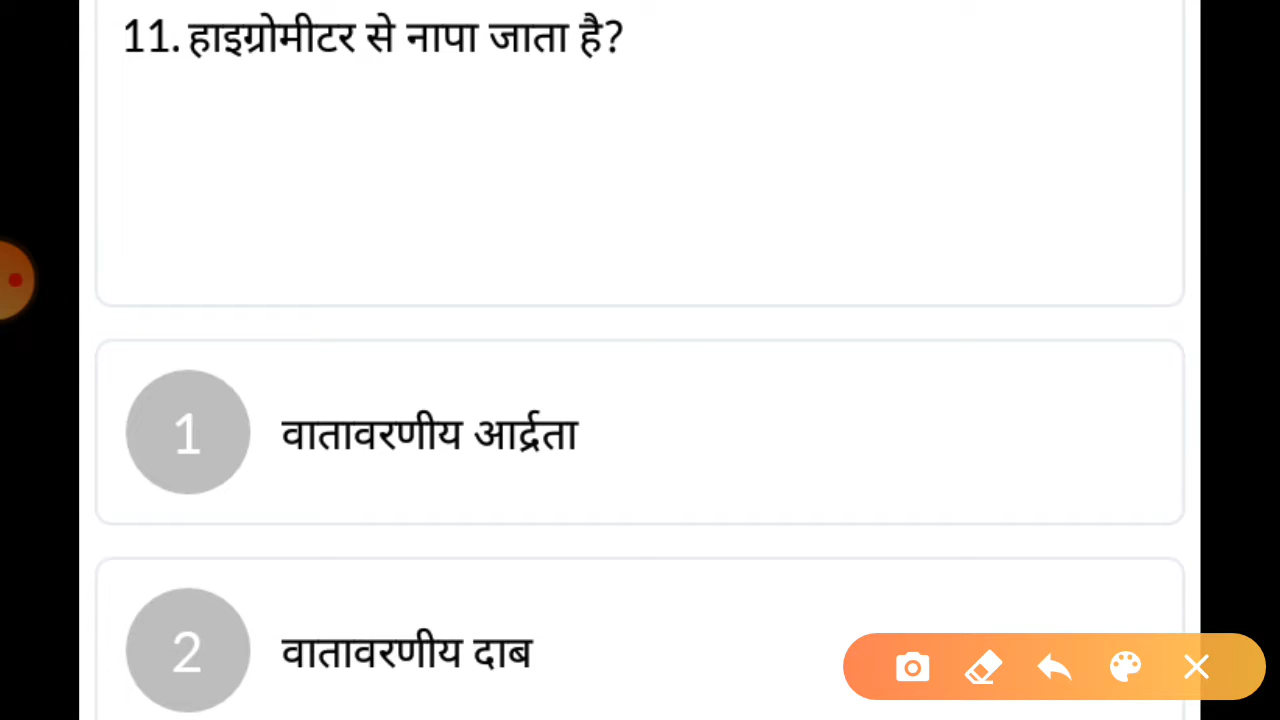 11. हाइग्रोमीटर से नापा जाता है?
1 वातावरणीय आर्द्रता
2 वातावरणीय दाब